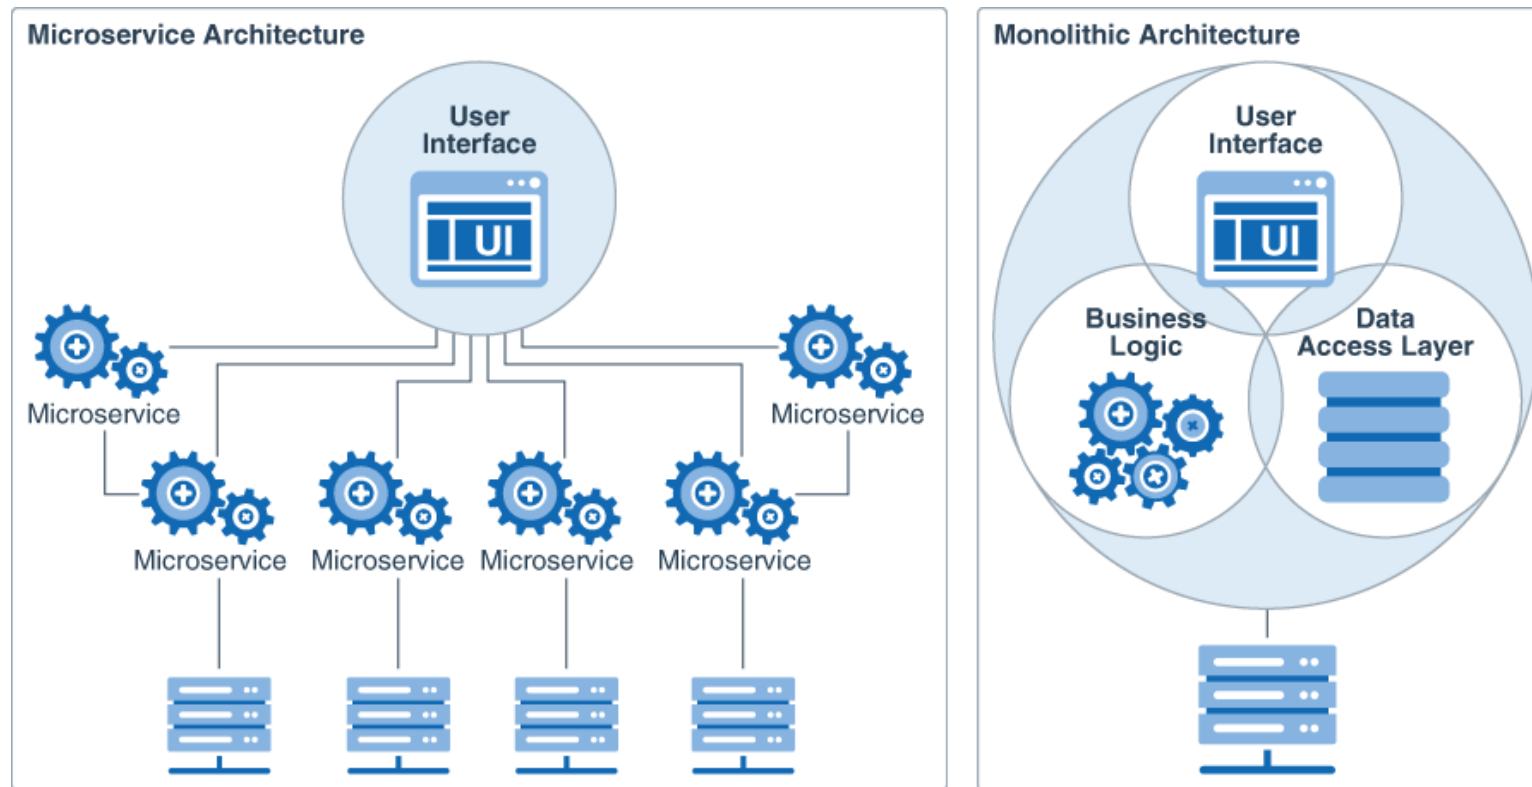 Microservice Architecture
User
Interface
UI
Microservice
Microservice
Microservice
Microservice
Microservice
Microservice
Monolithic Architecture
User
Interface
UI
Business
Logic
Data
Access Layer